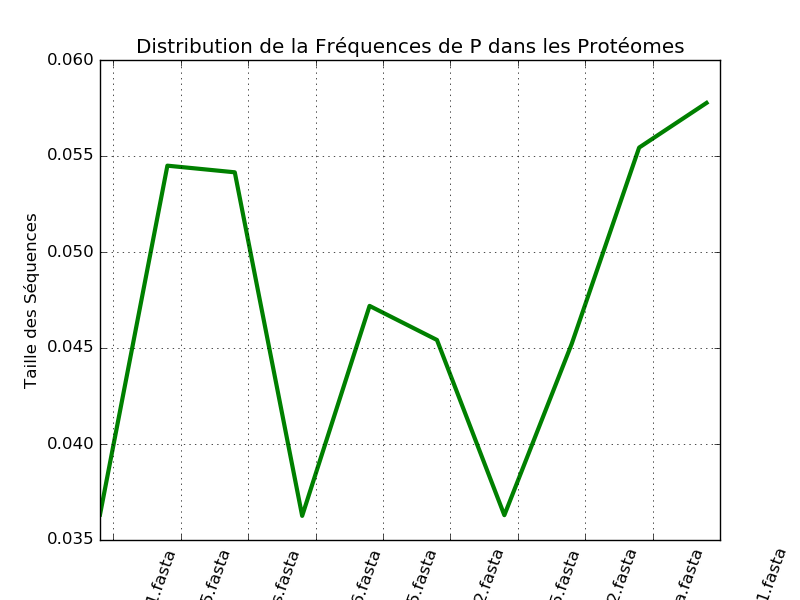 Distribution de la Fréquences de P dans les Protéomes
0.060
0.055
0.050
0.045
0.040
0.035
Taille des Séquences
1.fasta
5.fasta
s.fasta
6.fasta
5.fasta
2.fasta
6.fasta
2.fasta
a.fasta
1.fasta